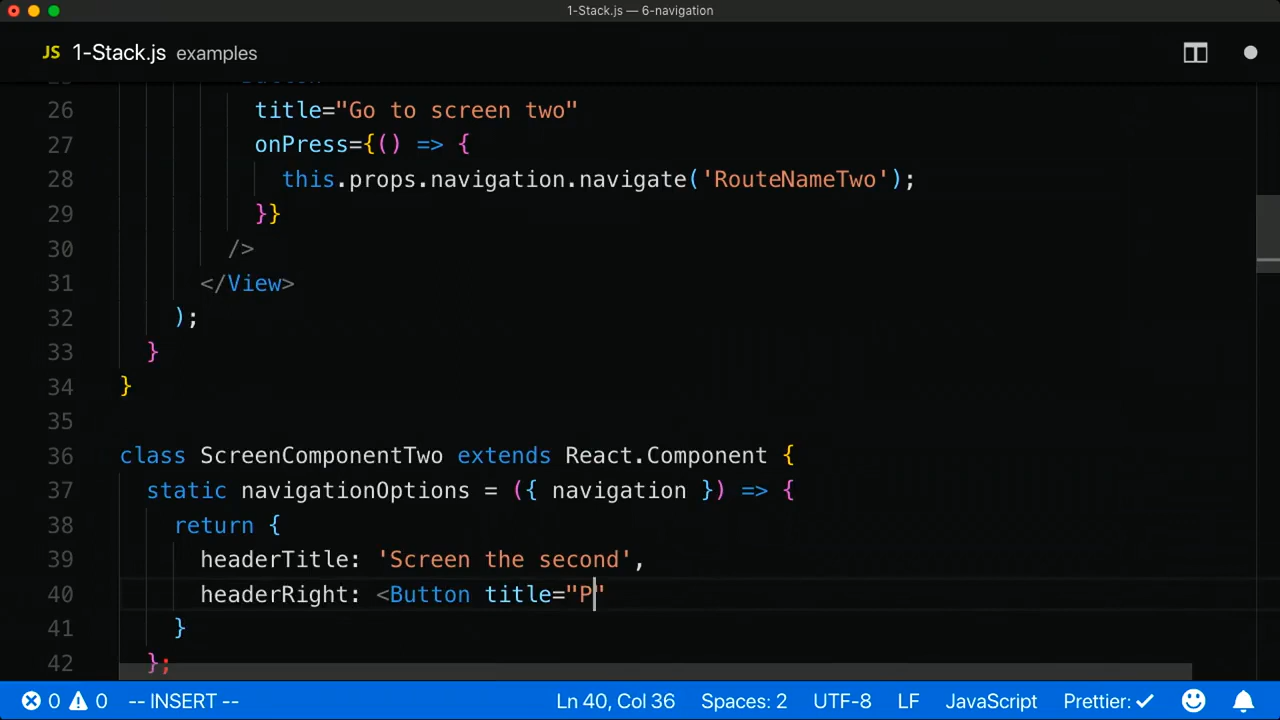 1-Stack.js — 6-navigation
JS 1-Stack.js examples
26 title="Go to screen two"
27 onPress={() => {
28 this.props.navigation.navigate('RouteNameTwo');
29 }}
30 />
31 </View>
32 );
33 }
34 }
35
36 class ScreenComponentTwo extends React.Component {
37 static navigationOptions = ({ navigation }) => {
38 return {
39 headerTitle: 'Screen the second',
40 headerRight: <Button title="P"
41 }
42 };
0 0 -- INSERT -- Ln 40, Col 36 Spaces: 2 UTF-8 LF JavaScript Prettier: ✓